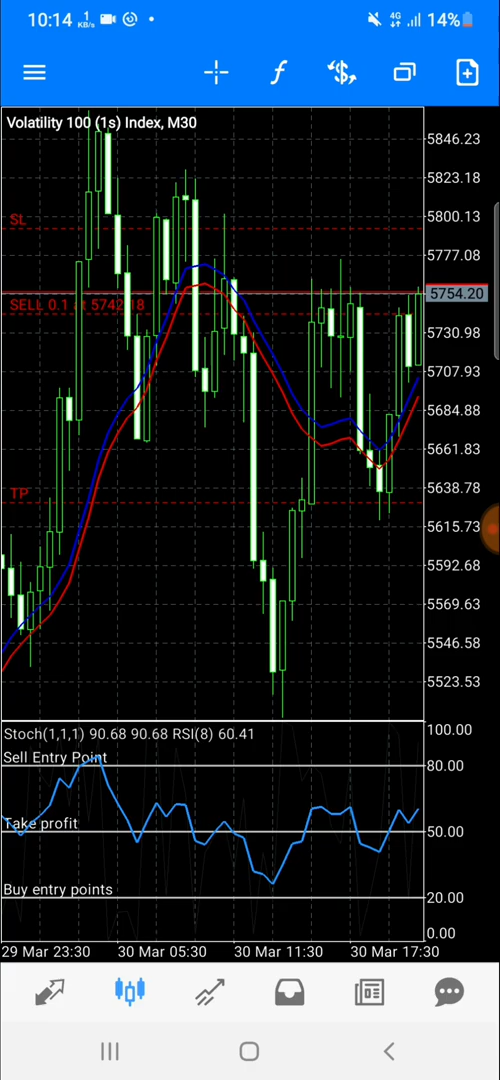 10:14 1 KB/s 4G 14%
Volatility 100 (1s) Index, M30
5846.23
5823.18
SL
5800.13
5777.08
5754.20
SELL 0.1 at 5742.18
5730.98
5707.93
5684.88
5661.83
TP
5638.78
5615.73
5592.68
5569.63
5546.58
5523.53
Stoch(1,1,1) 90.68 90.68 RSI(8) 60.41
100.00
Sell Entry Point
80.00
Take profit
50.00
Buy entry points
20.00
0.00
29 Mar 23:30 30 Mar 05:30 30 Mar 11:30 30 Mar 17:30